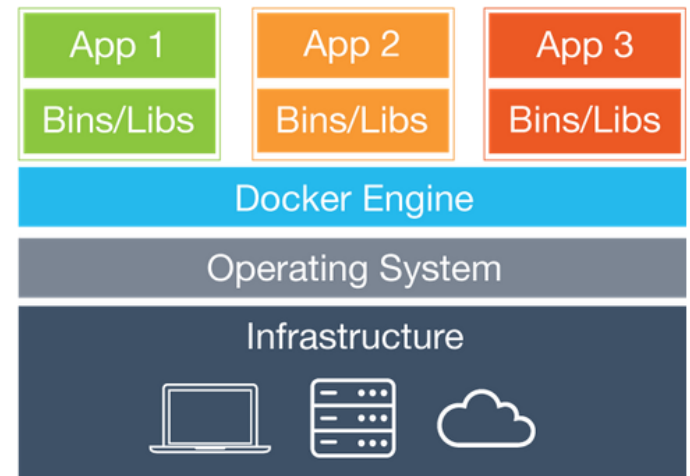 App 1
App 2
App 3
Bins/Libs
Bins/Libs
Bins/Libs
Docker Engine
Operating System
Infrastructure